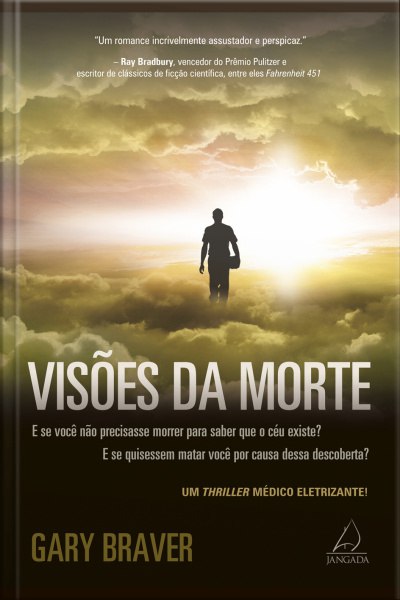 “Um romance incrivelmente assustador e perspicaz.”
– Ray Bradbury, vencedor do Prêmio Pulitzer e
escritor de clássicos de ficção científica, entre eles Fahrenheit 451
VISÕES DA MORTE
E se você não precisasse morrer para saber que o céu existe?
E se quisessem matar você por causa dessa descoberta?
UM THRILLER MÉDICO ELETRIZANTE!
GARY BRAVER
JANGADA